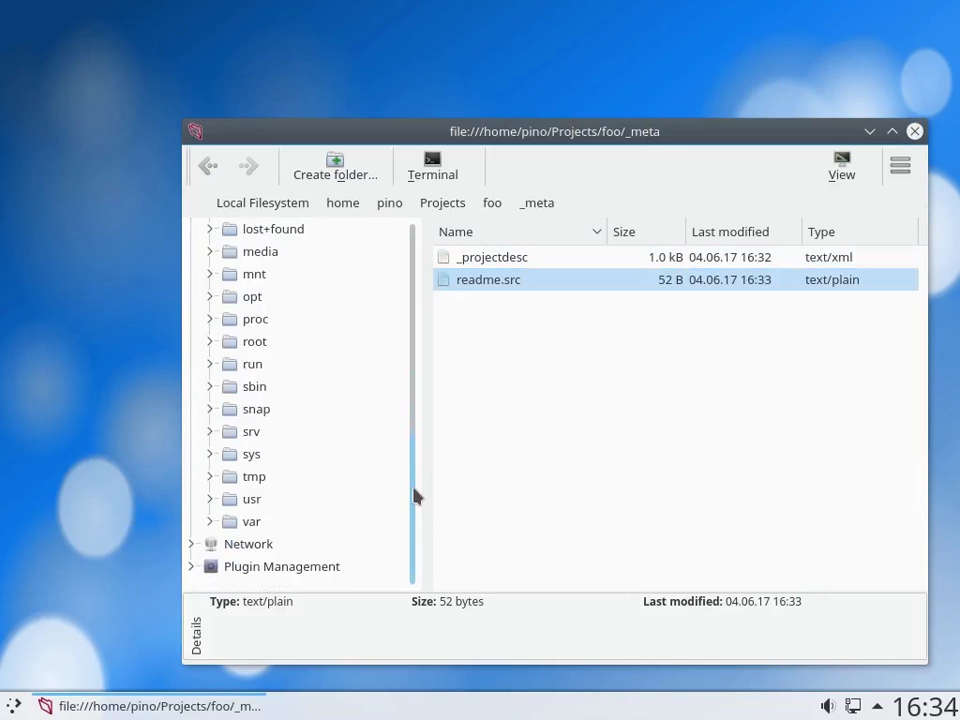 file:///home/pino/Projects/foo/_meta
Create folder...
Terminal
View
Local Filesystem home pino Projects foo _meta
lost+found
media
mnt
opt
proc
root
run
sbin
snap
srv
sys
tmp
usr
var
Network
Plugin Management
Name Size Last modified Type
_projectdesc 1.0 kB 04.06.17 16:32 text/xml
readme.src 52 B 04.06.17 16:33 text/plain
Type: text/plain Size: 52 bytes Last modified: 04.06.17 16:33
Details
file:///home/pino/Projects/foo/_m...
16:34